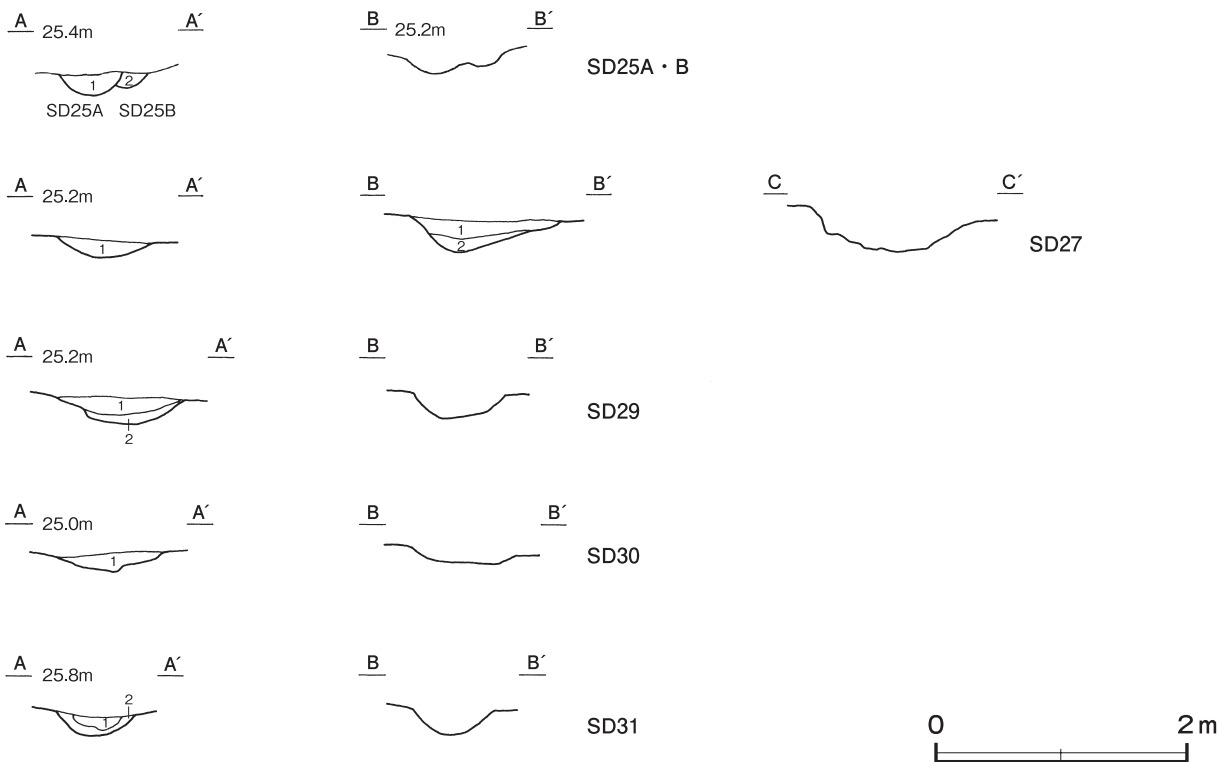 A 25.4m A´
B 25.2m B´
1 2
SD25A SD25B
SD25A・B
A 25.2m A´
B B´
C C´
1
1
2
SD27
A 25.2m A´
B B´
1
2
SD29
A 25.0m A´
B B´
1
SD30
A 25.8m A´
B B´
2
1
SD31
0 2m